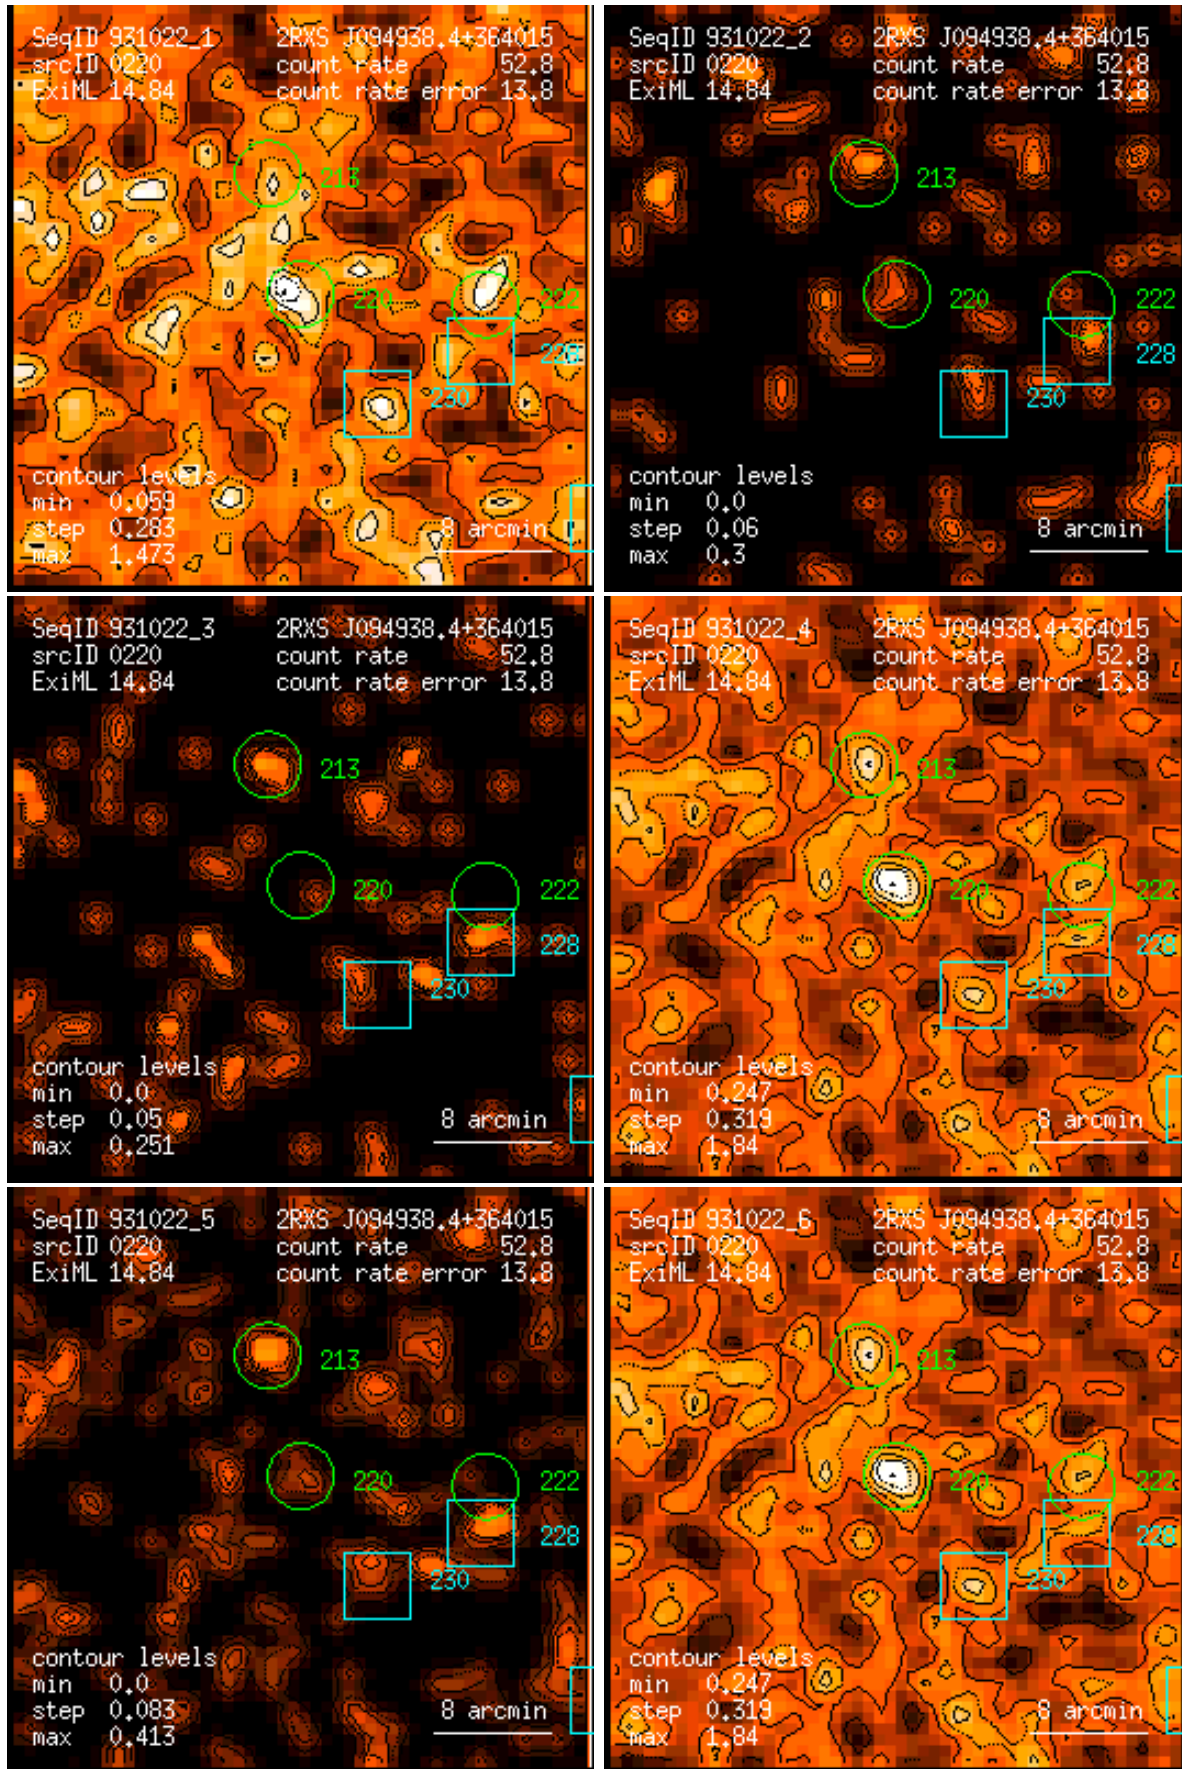 SeqID 931022_1 2RXS J094938.4+364015
srcID 0220 count rate 52.8
ExiML 14.84 count rate error 13.8
213
220
222
228
230
contour levels
min 0.059
step 0.283
max 1.473
8 arcmin
SeqID 931022_2 2RXS J094938.4+364015
srcID 0220 count rate 52.8
ExiML 14.84 count rate error 13.8
213
220
222
228
230
contour levels
min 0.0
step 0.06
max 0.3
8 arcmin
SeqID 931022_3 2RXS J094938.4+364015
srcID 0220 count rate 52.8
ExiML 14.84 count rate error 13.8
213
220
222
228
230
contour levels
min 0.0
step 0.05
max 0.251
8 arcmin
SeqID 931022_4 2RXS J094938.4+364015
srcID 0220 count rate 52.8
ExiML 14.84 count rate error 13.8
213
220
222
228
230
contour levels
min 0.247
step 0.319
max 1.84
8 arcmin
SeqID 931022_5 2RXS J094938.4+364015
srcID 0220 count rate 52.8
ExiML 14.84 count rate error 13.8
213
220
222
228
230
contour levels
min 0.0
step 0.083
max 0.413
8 arcmin
SeqID 931022_6 2RXS J094938.4+364015
srcID 0220 count rate 52.8
ExiML 14.84 count rate error 13.8
213
220
222
228
230
contour levels
min 0.247
step 0.319
max 1.84
8 arcmin